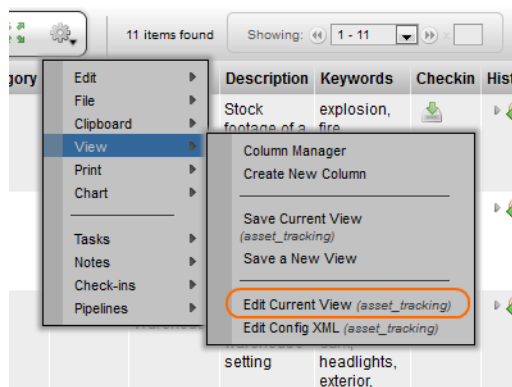 11 items found
Showing:
1 - 11
x
Description Keywords Checkin
Stock footage of a
explosion, fire
Edit
File
Clipboard
View
Print
Chart
Tasks
Notes
Check-ins
Pipelines
Column Manager
Create New Column
Save Current View
(asset_tracking)
Save a New View
Edit Current View (asset_tracking)
Edit Config XML (asset_tracking)
setting
headlights,
exterior,